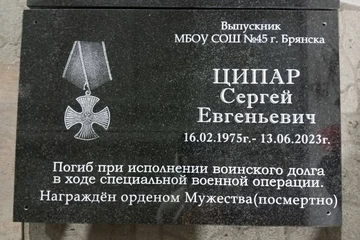 Выпускник
МБОУ СОШ №45 г. Брянска
ЦИПАР
Сергей
Евгеньевич
16.02.1975г.- 13.06.2023г.
Погиб при исполнении воинского долга
в ходе специальной военной операции.
Награждён орденом Мужества(посмертно)